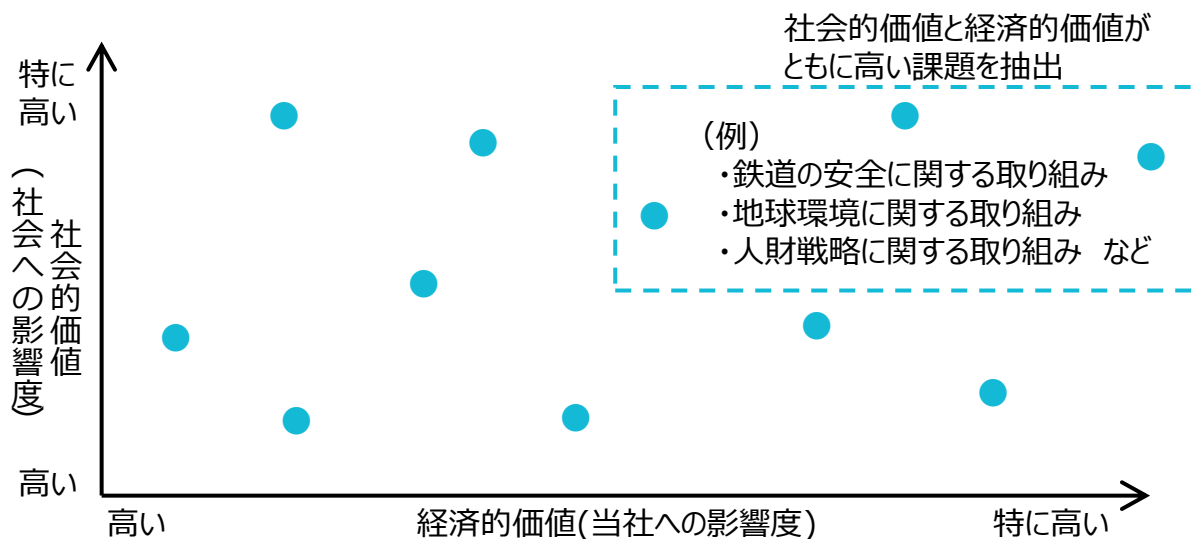 社会的価値と経済的価値が
ともに高い課題を抽出
特に
高い
(例)
・鉄道の安全に関する取り組み
・地球環境に関する取り組み
・人財戦略に関する取り組み など
社会的価値
(社会への影響度)
高い
高い
経済的価値(当社への影響度)
特に高い